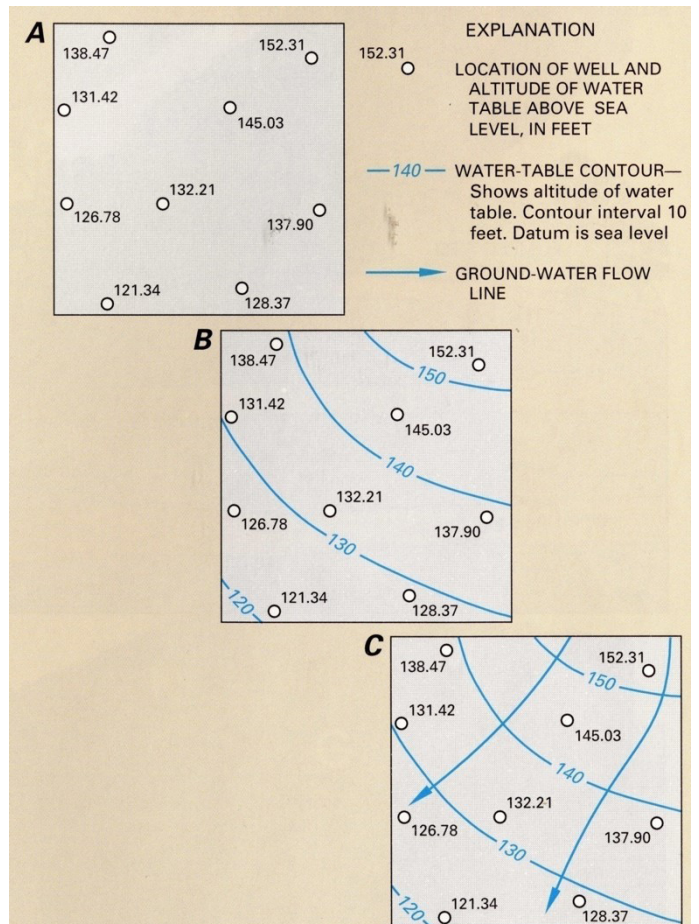 A
138.47
152.31
131.42
145.03
126.78
132.21
137.90
121.34
128.37
EXPLANATION
152.31
LOCATION OF WELL AND
ALTITUDE OF WATER
TABLE ABOVE SEA
LEVEL, IN FEET
140
WATER-TABLE CONTOUR—
Shows altitude of water
table. Contour interval 10
feet. Datum is sea level
GROUND-WATER FLOW
LINE
B
138.47
152.31
150
131.42
145.03
140
126.78
132.21
137.90
130
120
121.34
128.37
C
138.47
152.31
150
131.42
145.03
140
126.78
132.21
137.90
130
120
121.34
128.37